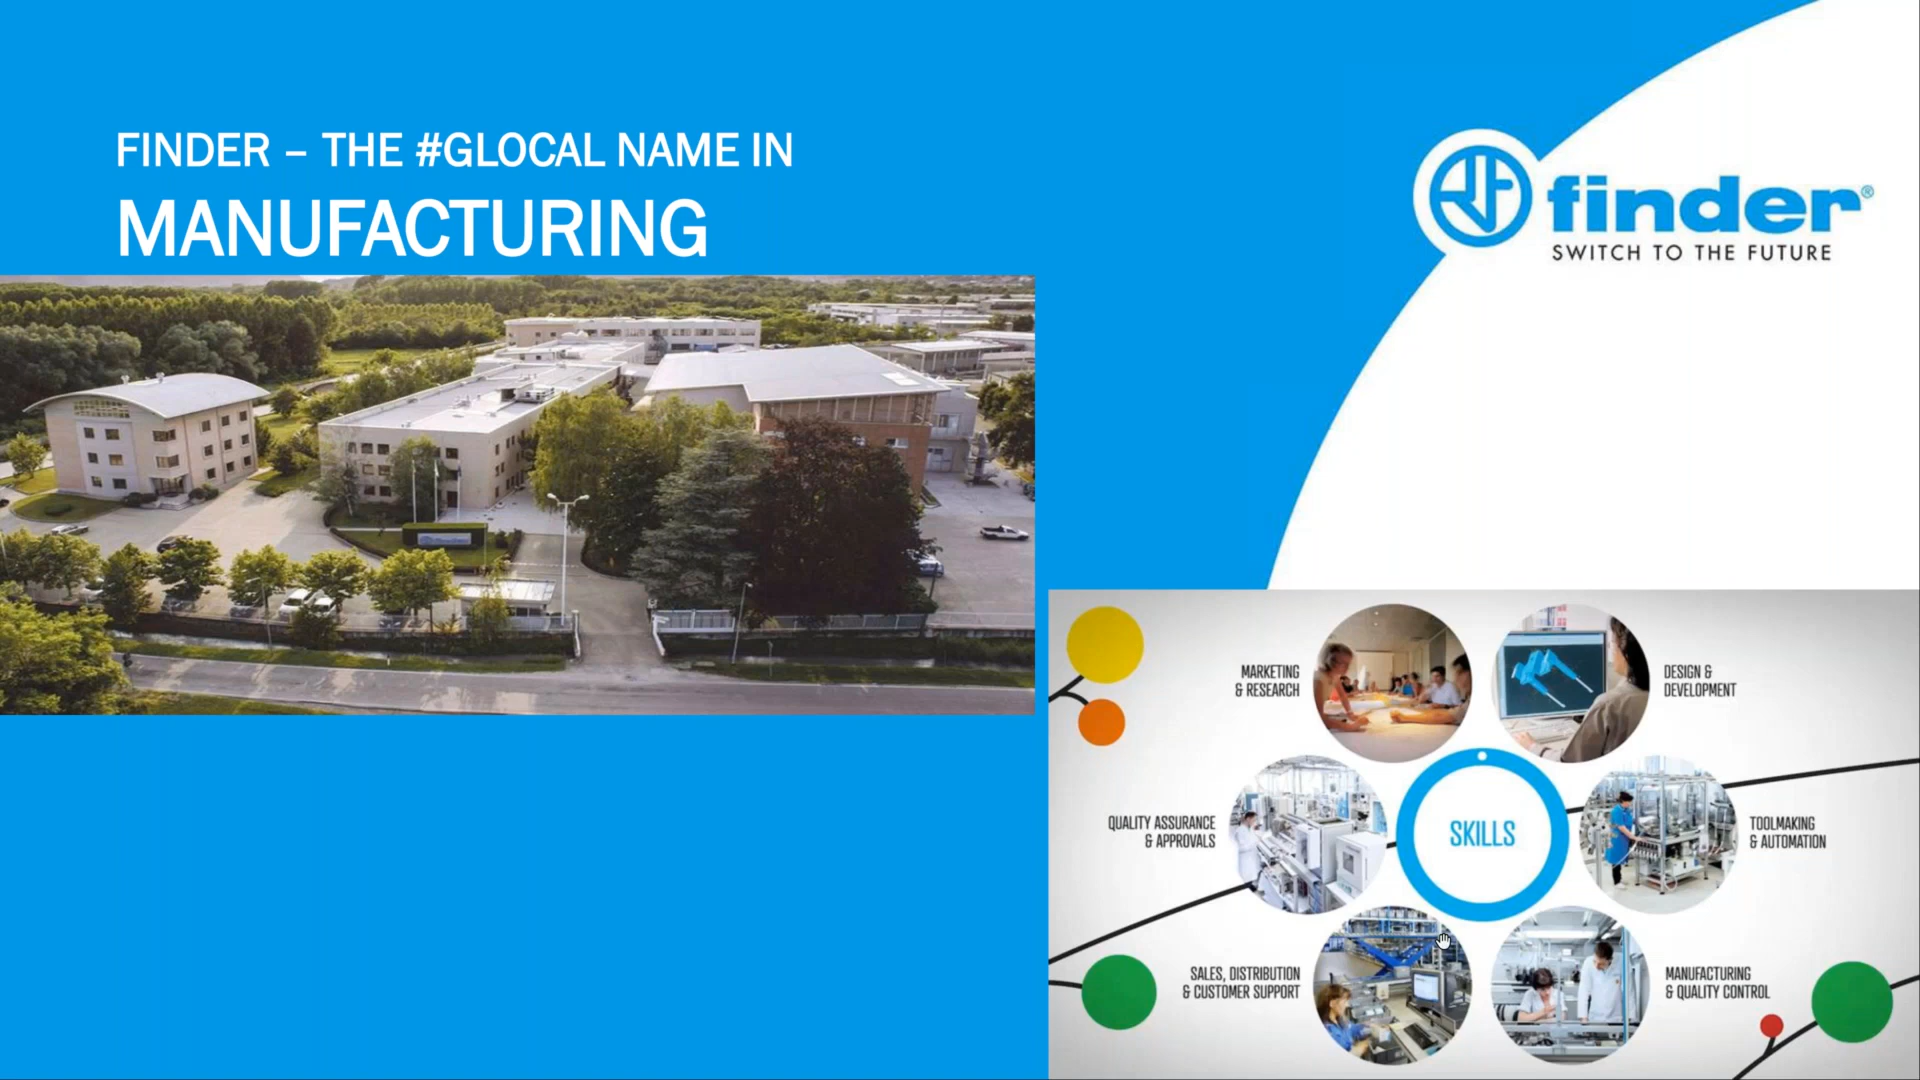 FINDER – THE #GLOCAL NAME IN
MANUFACTURING
finder®
SWITCH TO THE FUTURE
MARKETING
& RESEARCH
DESIGN &
DEVELOPMENT
QUALITY ASSURANCE
& APPROVALS
SKILLS
TOOLMAKING
& AUTOMATION
SALES, DISTRIBUTION
& CUSTOMER SUPPORT
MANUFACTURING
& QUALITY CONTROL